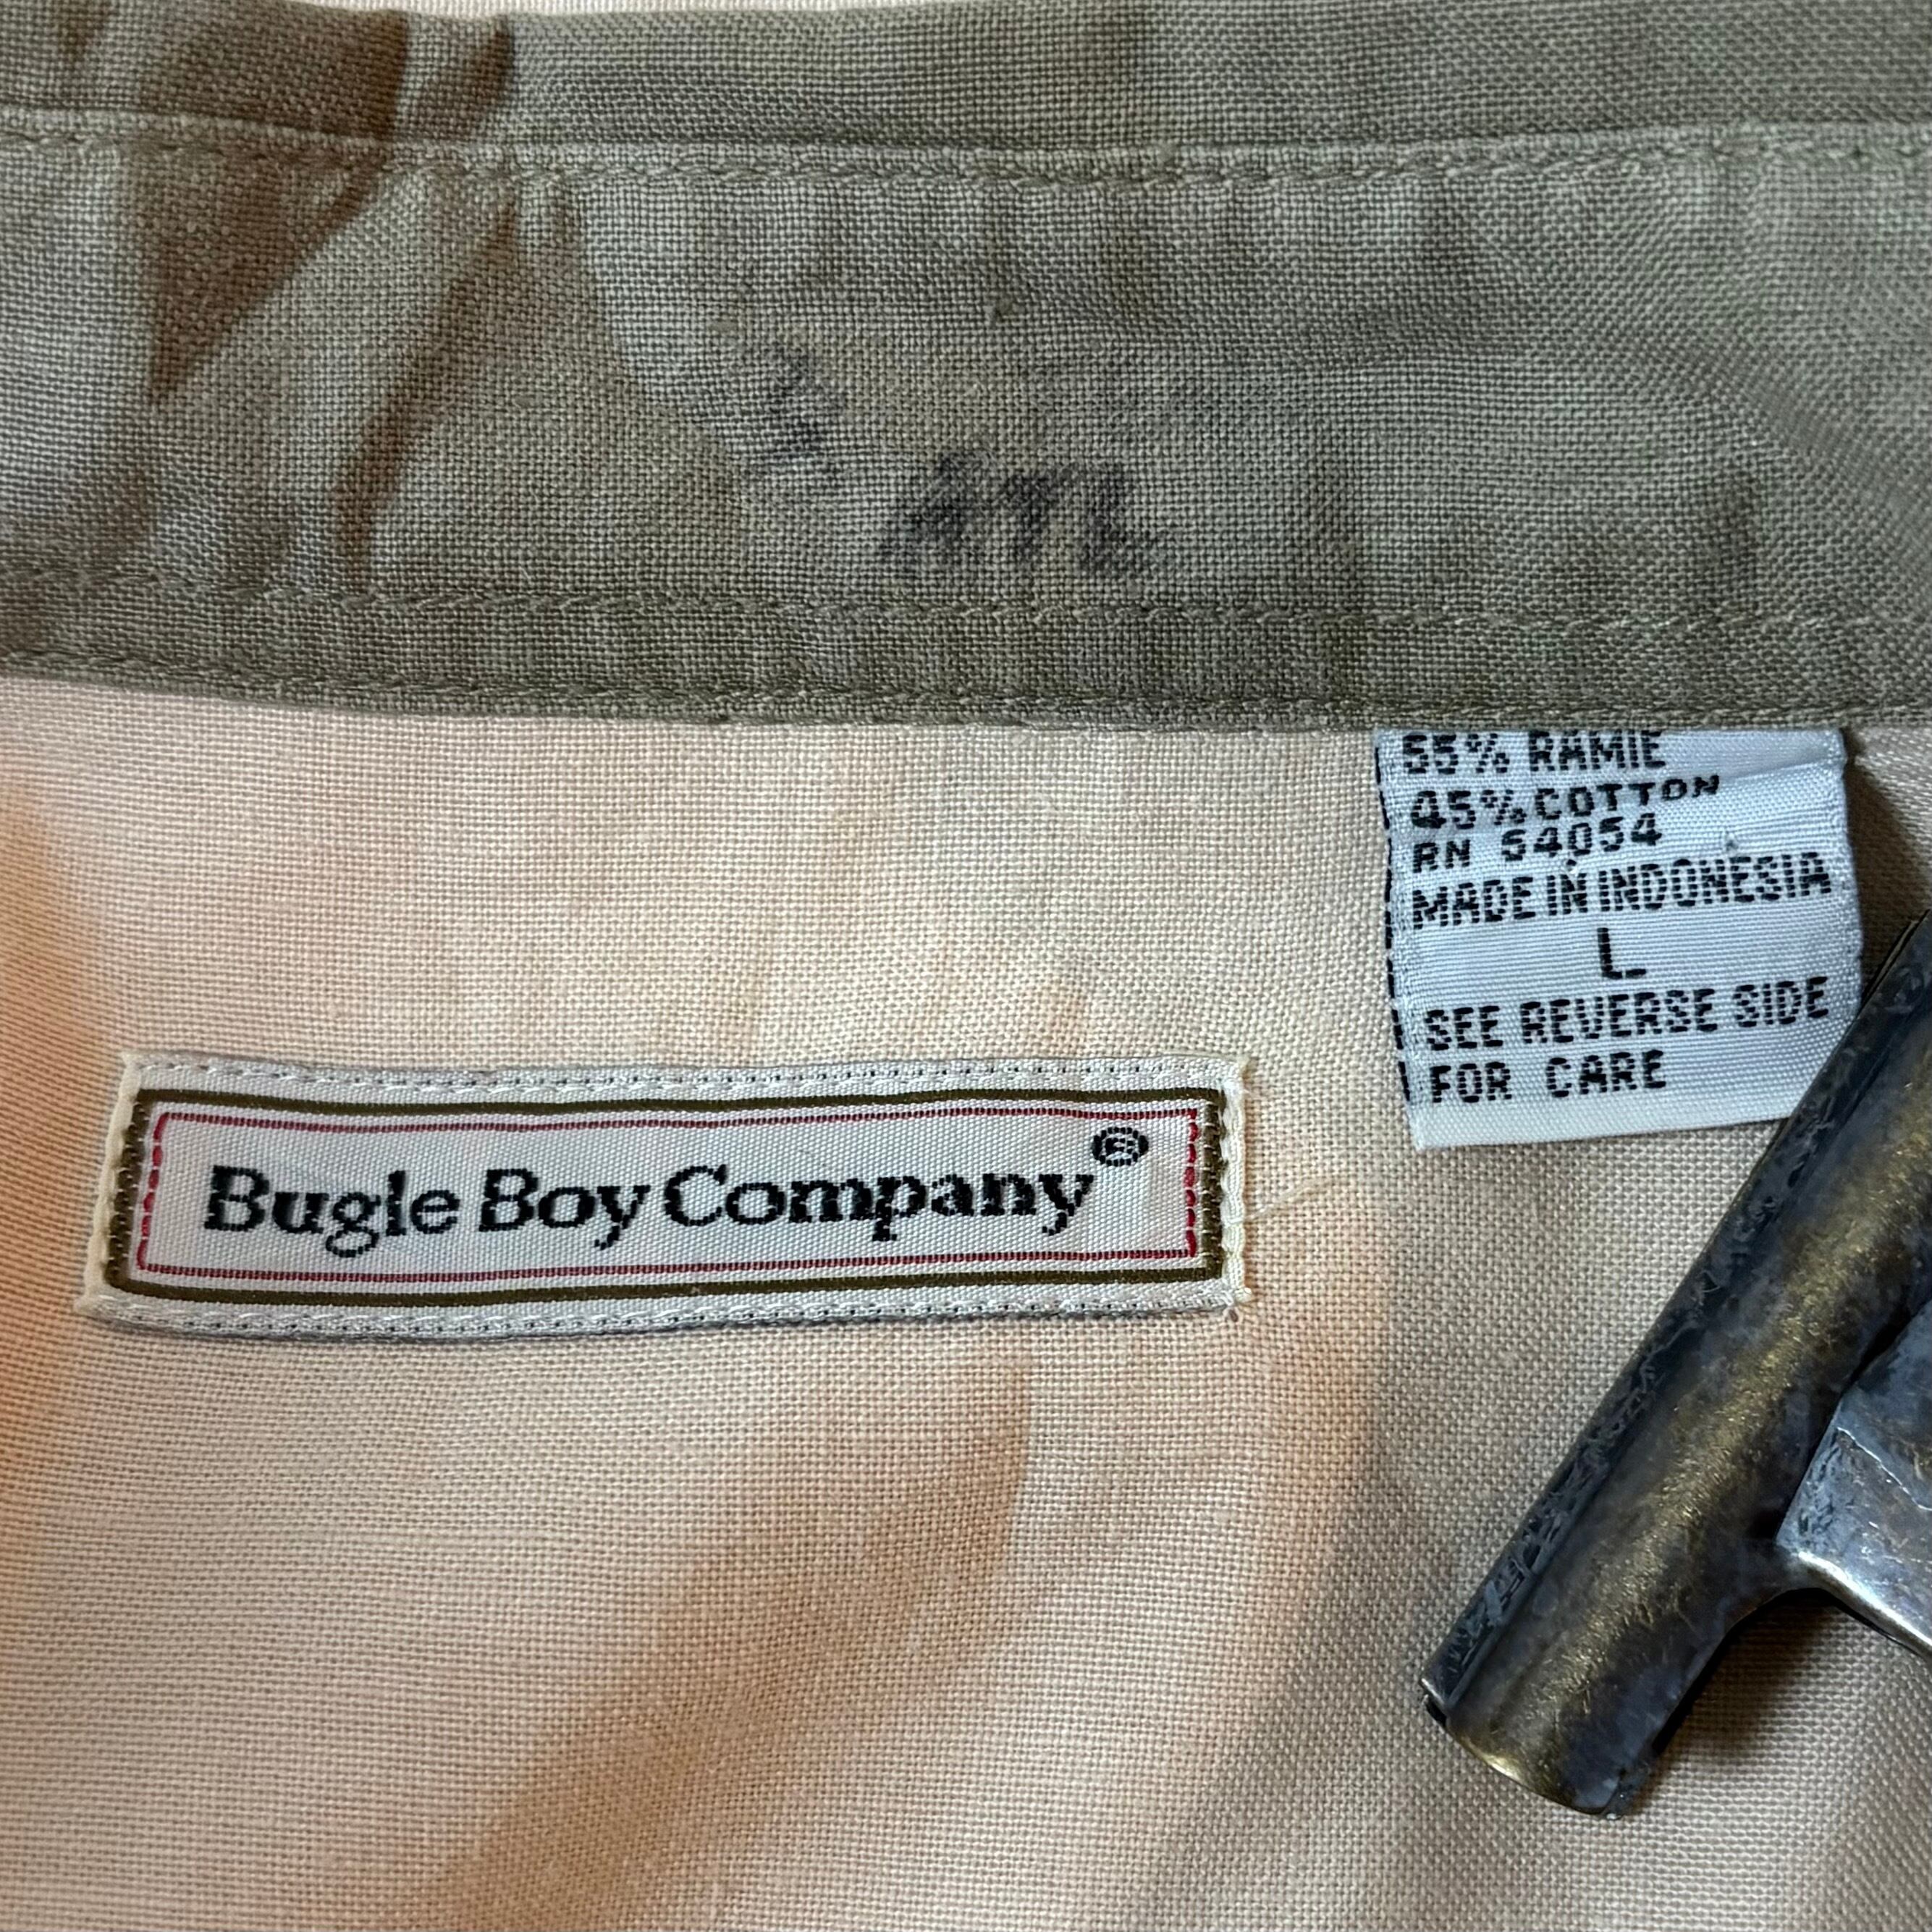 55% RAMIE
45% COTTON
RN 54054
MADE IN INDONESIA
L
SEE REVERSE SIDE
FOR CARE
Bugle Boy Company®